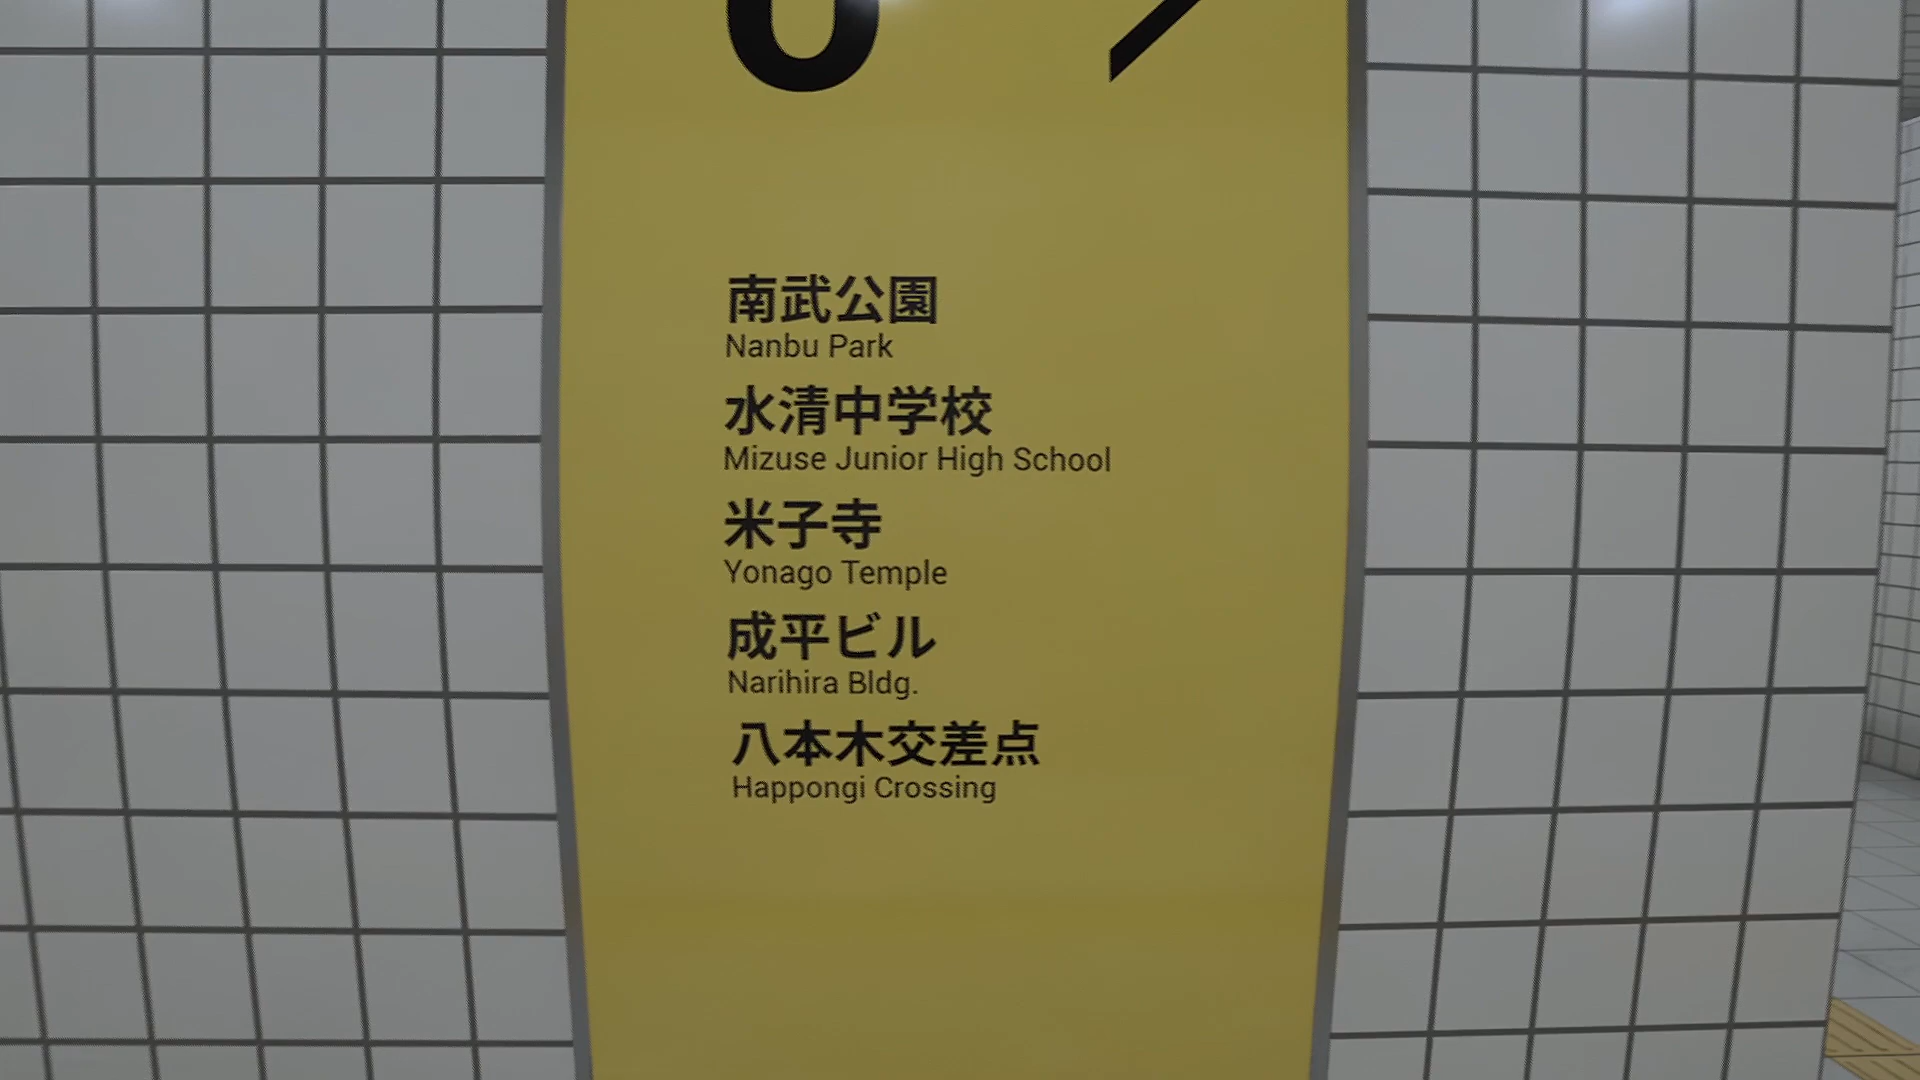 南武公園
Nanbu Park
水清中学校
Mizuse Junior High School
米子寺
Yonago Temple
成平ビル
Narihira Bldg.
八本木交差点
Happongi Crossing